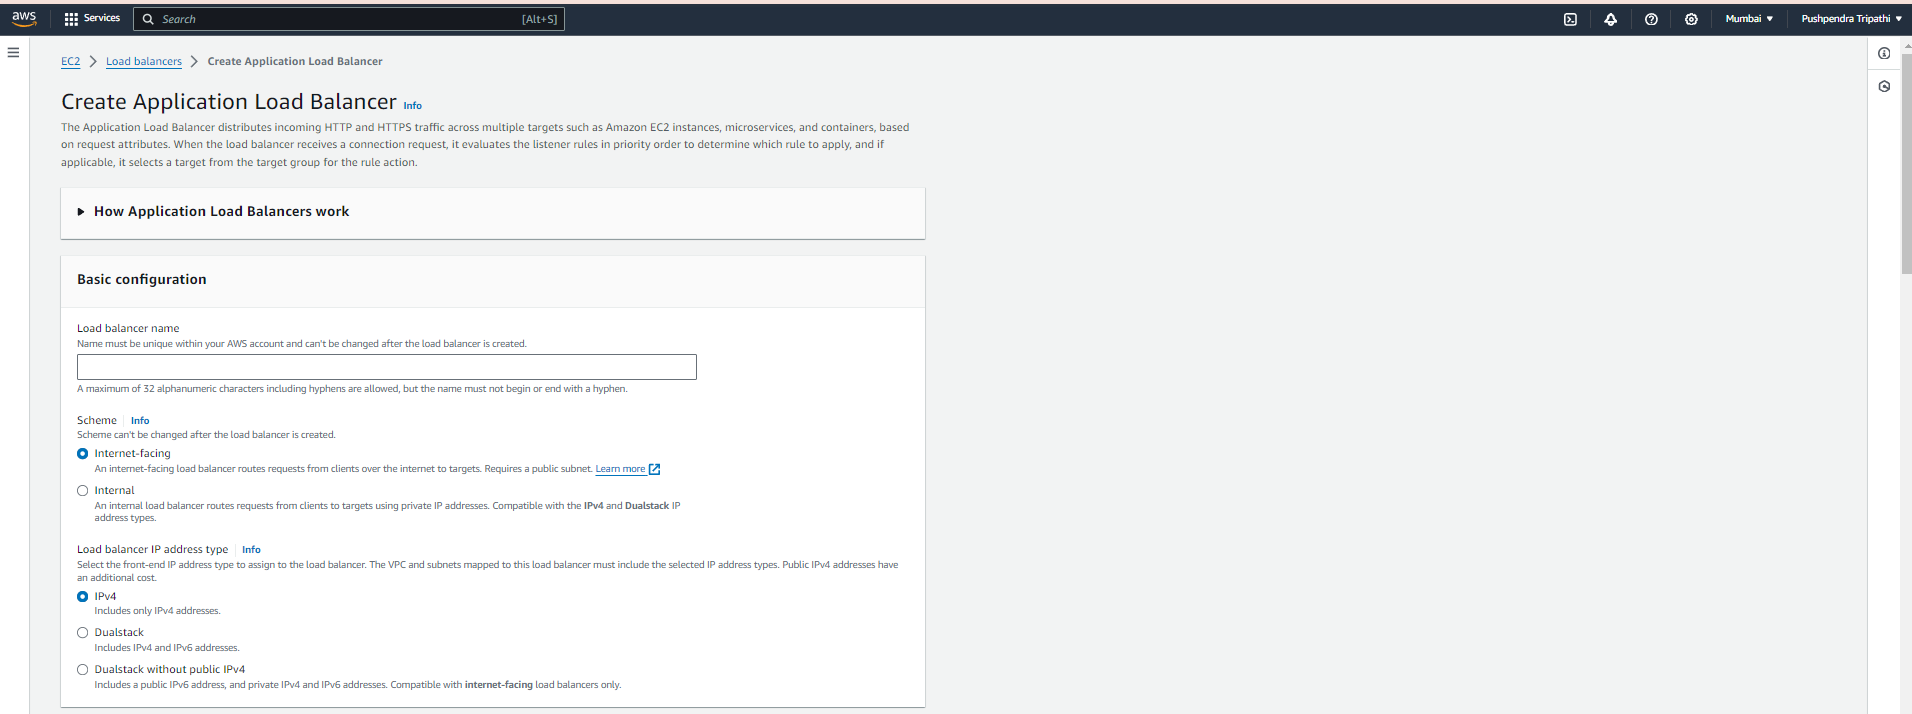 aws
Services
Search
[Alt+S]
Mumbai
Pushpendra Tripathi
EC2
Load balancers
Create Application Load Balancer
Create Application Load Balancer Info
The Application Load Balancer distributes incoming HTTP and HTTPS traffic across multiple targets such as Amazon EC2 instances, microservices, and containers, based
on request attributes. When the load balancer receives a connection request, it evaluates the listener rules in priority order to determine which rule to apply, and if
applicable, it selects a target from the target group for the rule action.
How Application Load Balancers work
Basic configuration
Load balancer name
Name must be unique within your AWS account and can't be changed after the load balancer is created.
A maximum of 32 alphanumeric characters including hyphens are allowed, but the name must not begin or end with a hyphen.
Scheme Info
Scheme can't be changed after the load balancer is created.
Internet-facing
An internet-facing load balancer routes requests from clients over the internet to targets. Requires a public subnet. Learn more
Internal
An internal load balancer routes requests from clients to targets using private IP addresses. Compatible with the IPv4 and Dualstack IP
address types.
Load balancer IP address type Info
Select the front-end IP address type to assign to the load balancer. The VPC and subnets mapped to this load balancer must include the selected IP address types. Public IPv4 addresses have
an additional cost.
IPv4
Includes only IPv4 addresses.
Dualstack
Includes IPv4 and IPv6 addresses.
Dualstack without public IPv4
Includes a public IPv6 address, and private IPv4 and IPv6 addresses. Compatible with internet-facing load balancers only.